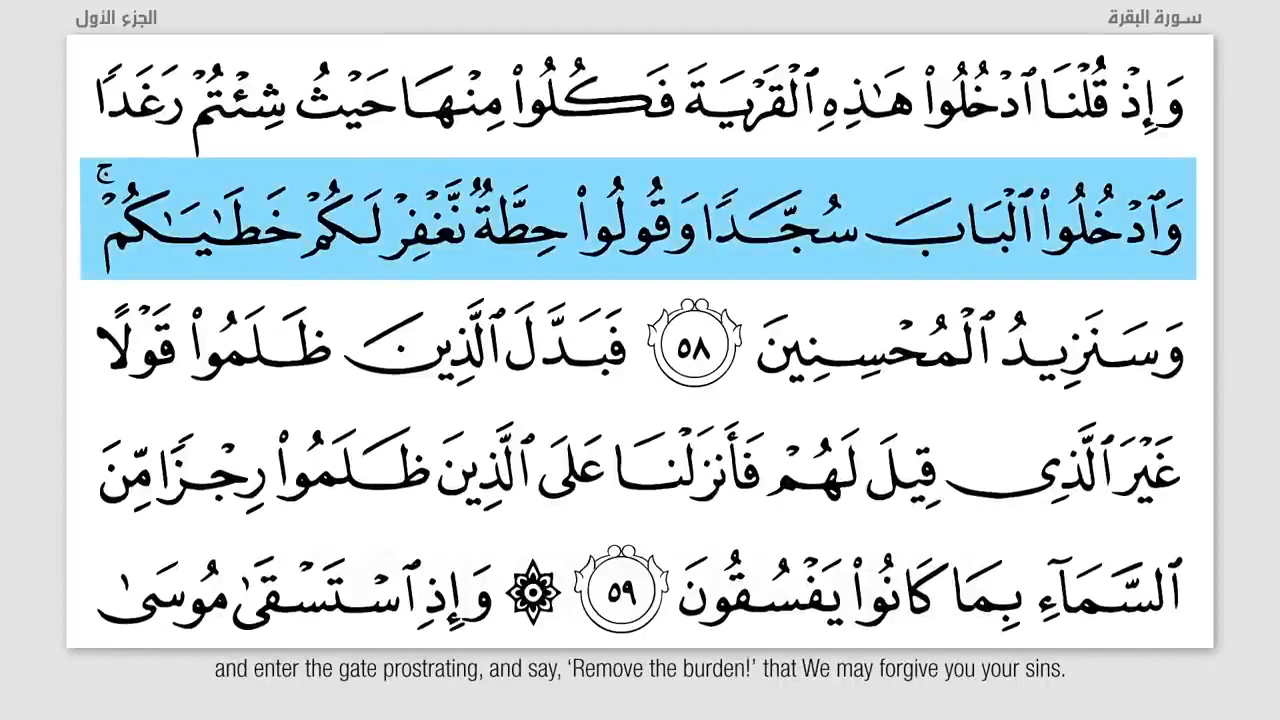 سورة البقرة
الجزء الأول
وَإِذْ قُلْنَا ٱدْخُلُوا۟ هَـٰذِهِ ٱلْقَرْيَةَ فَكُلُوا۟ مِنْهَا حَيْثُ شِئْتُمْ رَغَدًا
وَٱدْخُلُوا۟ ٱلْبَابَ سُجَّدًا وَقُولُوا۟ حِطَّةٌ نَّغْفِرْ لَكُمْ خَطَـٰيَـٰكُمْ ۚ
وَسَنَزِيدُ ٱلْمُحْسِنِينَ ٥٨ فَبَدَّلَ ٱلَّذِينَ ظَلَمُوا۟ قَوْلًا
غَيْرَ ٱلَّذِى قِيلَ لَهُمْ فَأَنزَلْنَا عَلَى ٱلَّذِينَ ظَلَمُوا۟ رِجْزًا مِّنَ
ٱلسَّمَآءِ بِمَا كَانُوا۟ يَفْسُقُونَ ٥٩ ۞ وَإِذِ ٱسْتَسْقَىٰ مُوسَىٰ
and enter the gate prostrating, and say, ‘Remove the burden!’ that We may forgive you your sins.